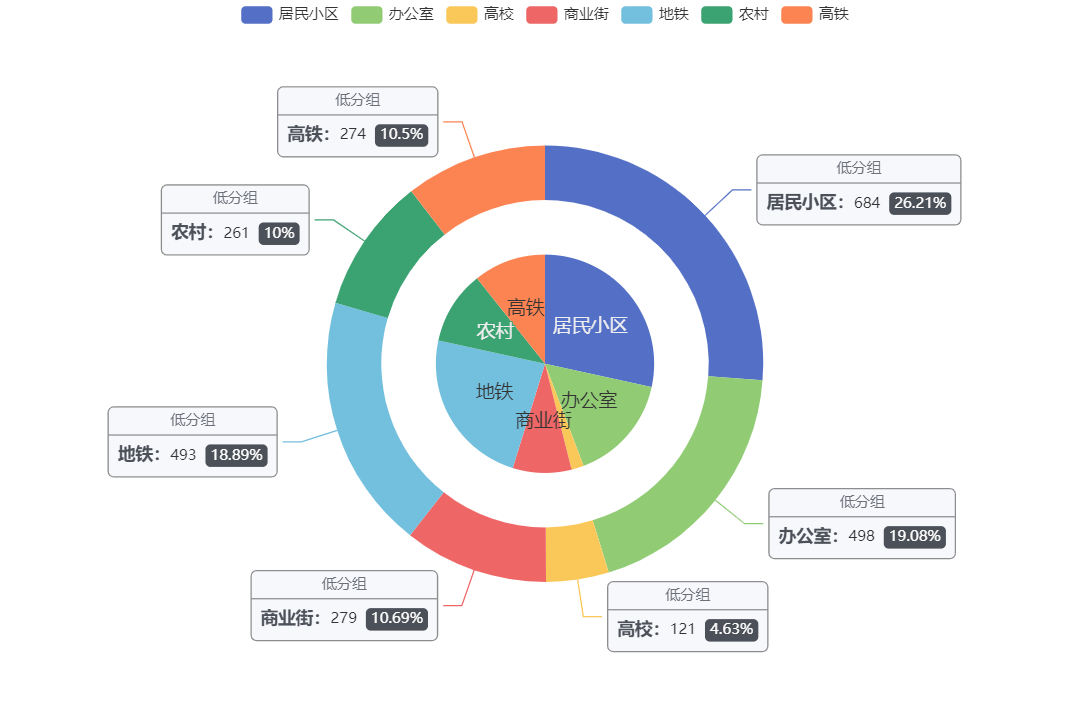 居民小区 办公室 高校 商业街 地铁 农村 高铁
低分组
高铁：274 10.5%
低分组
居民小区：684 26.21%
低分组
农村：261 10%
高铁
居民小区
农村
地铁
办公室
商业街
低分组
地铁：493 18.89%
低分组
办公室：498 19.08%
低分组
商业街：279 10.69%
低分组
高校：121 4.63%